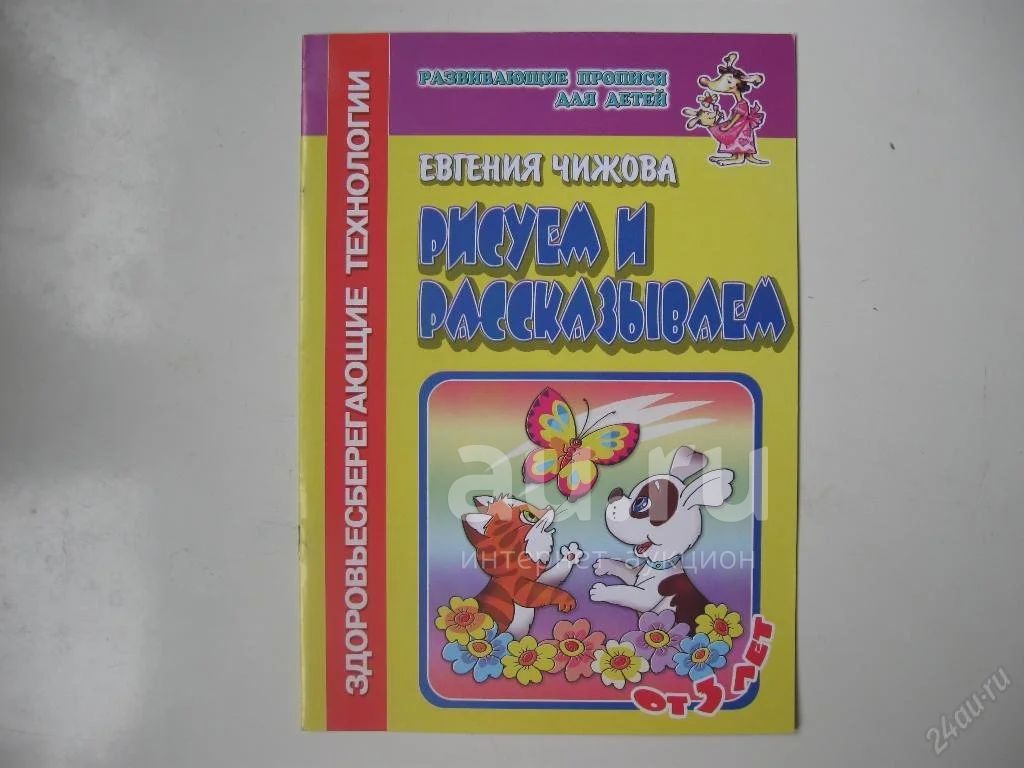 РАЗВИВАЮЩИЕ ПРОПИСИ
ДЛЯ ДЕТЕЙ
ЕВГЕНИЯ ЧИЖОВА
РИСУЕМ И
РАССКАЗЫВАЕМ
ЗДОРОВЬЕСБЕРЕГАЮЩИЕ ТЕХНОЛОГИИ
au.ru
интернет-аукцион
ОТ 3 ЛЕТ
24au.ru